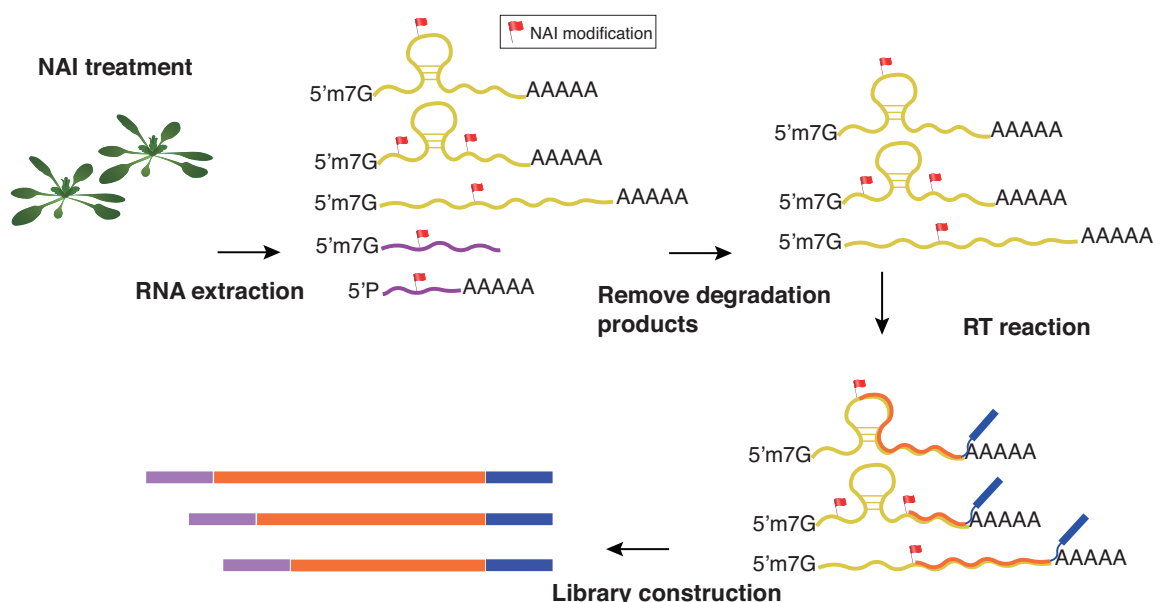 NAI modification
NAI treatment
5'm7G AAAAA
5'm7G AAAAA
5'm7G AAAAA
5'm7G
5'P AAAAA
RNA extraction
Remove degradation
products
5'm7G AAAAA
5'm7G AAAAA
5'm7G AAAAA
RT reaction
5'm7G AAAAA
5'm7G AAAAA
5'm7G AAAAA
Library construction